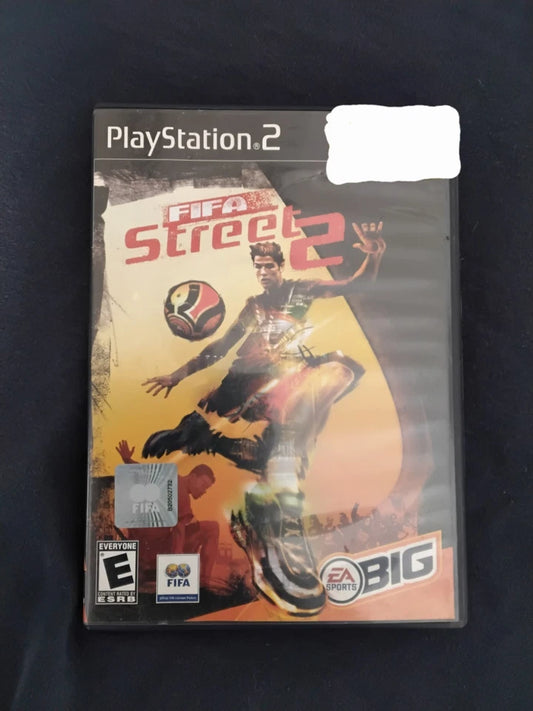 PlayStation®2
FIFA
Street 2
FIFA
EVERYONE
E
CONTENT RATED BY
ESRB
FIFA
EA
SPORTS
BIG